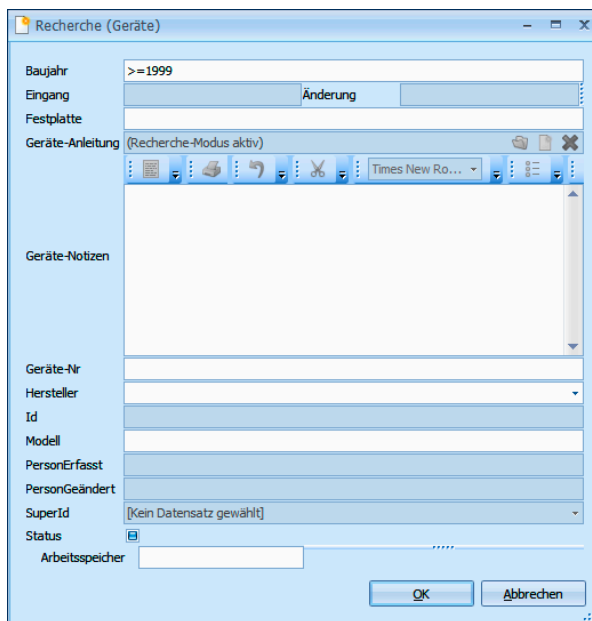 Recherche (Geräte)
Baujahr >=1999
Eingang Änderung
Festplatte
Geräte-Anleitung (Recherche-Modus aktiv)
Times New Ro...
Geräte-Notizen
Geräte-Nr
Hersteller
Id
Modell
PersonErfasst
PersonGeändert
SuperId [Kein Datensatz gewählt]
Status
Arbeitsspeicher
OK Abbrechen